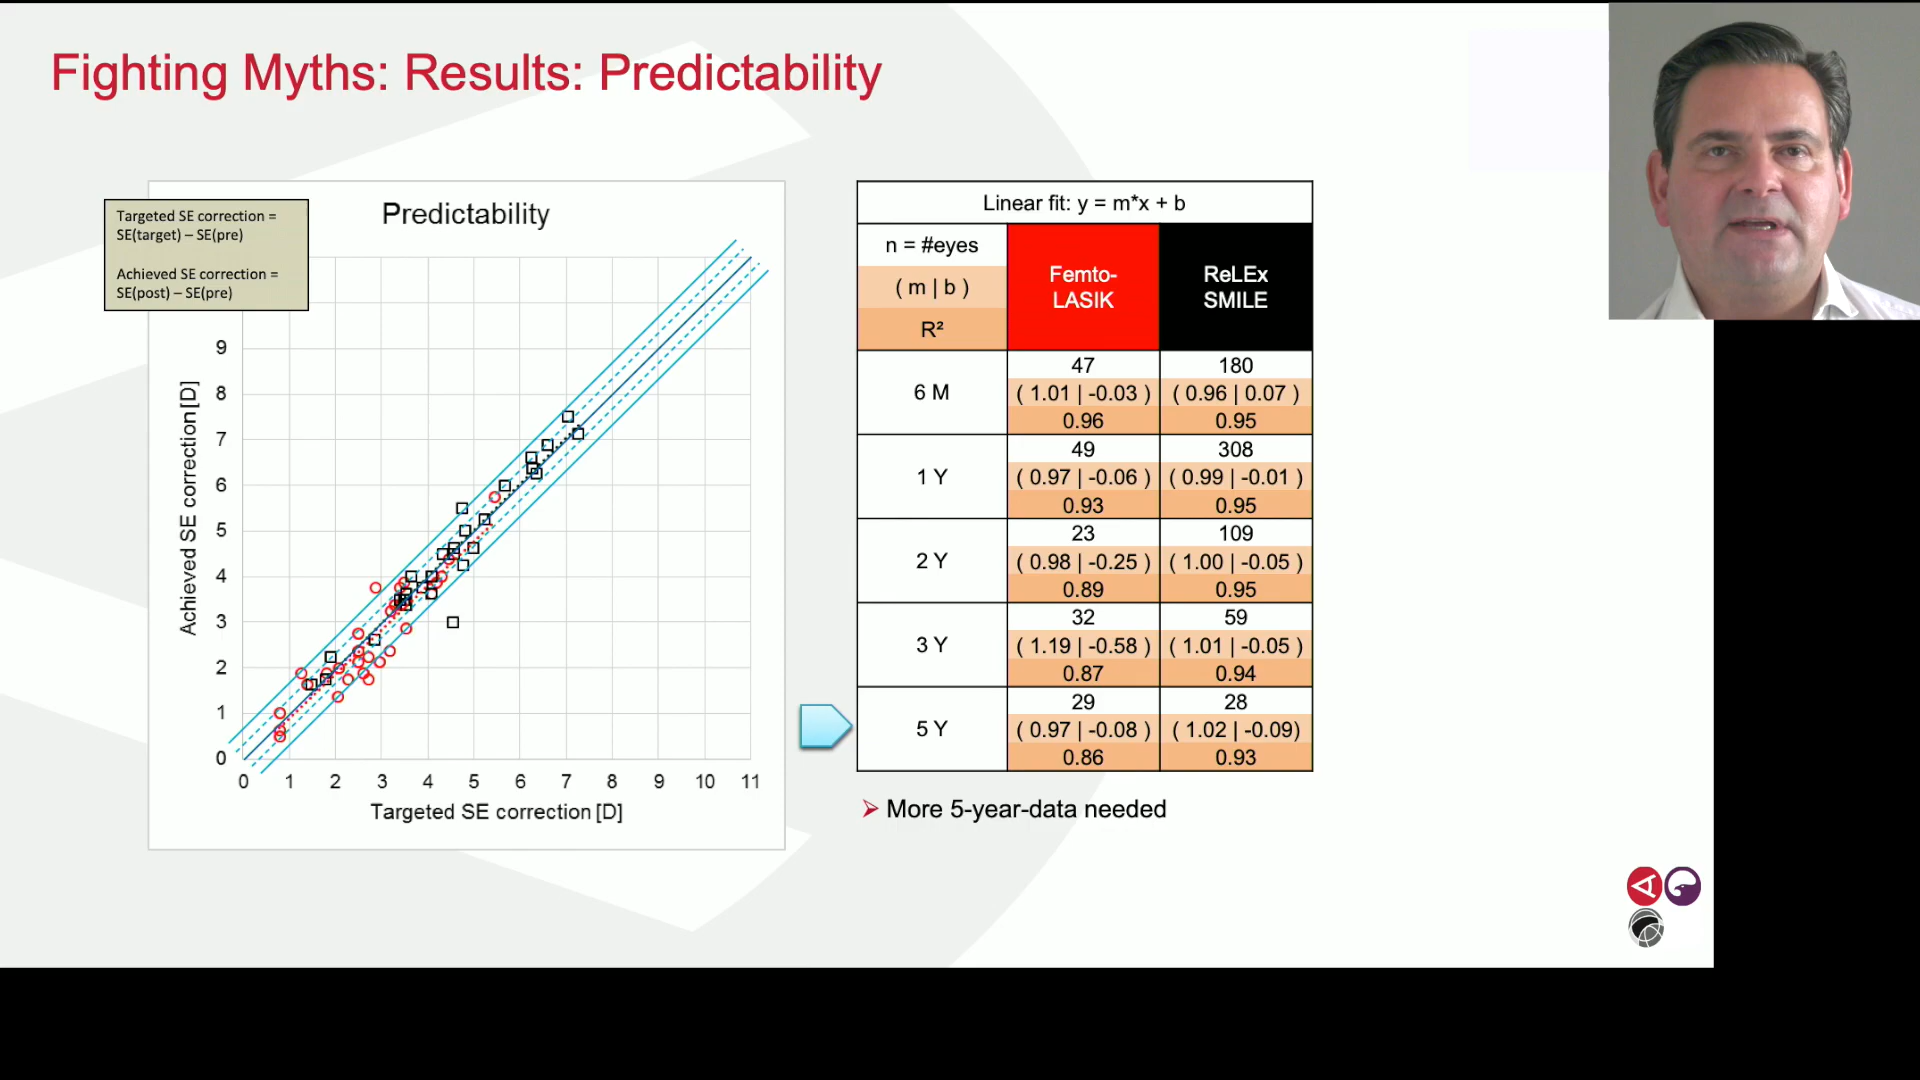 Fighting Myths: Results: Predictability
Targeted SE correction =
SE(target) – SE(pre)
Achieved SE correction =
SE(post) – SE(pre)
Predictability
Achieved SE correction [D]
9
8
7
6
5
4
3
2
1
0
0 1 2 3 4 5 6 7 8 9 10 11
Targeted SE correction [D]
Linear fit: y = m*x + b
n = #eyes
( m | b )
R²
Femto-
LASIK
ReLEx
SMILE
6 M
47 180
( 1.01 | -0.03 ) ( 0.96 | 0.07 )
0.96 0.95
1 Y
49 308
( 0.97 | -0.06 ) ( 0.99 | -0.01 )
0.93 0.95
2 Y
23 109
( 0.98 | -0.25 ) ( 1.00 | -0.05 )
0.89 0.95
3 Y
32 59
( 1.19 | -0.58 ) ( 1.01 | -0.05 )
0.87 0.94
5 Y
29 28
( 0.97 | -0.08 ) ( 1.02 | -0.09)
0.86 0.93
➢ More 5-year-data needed